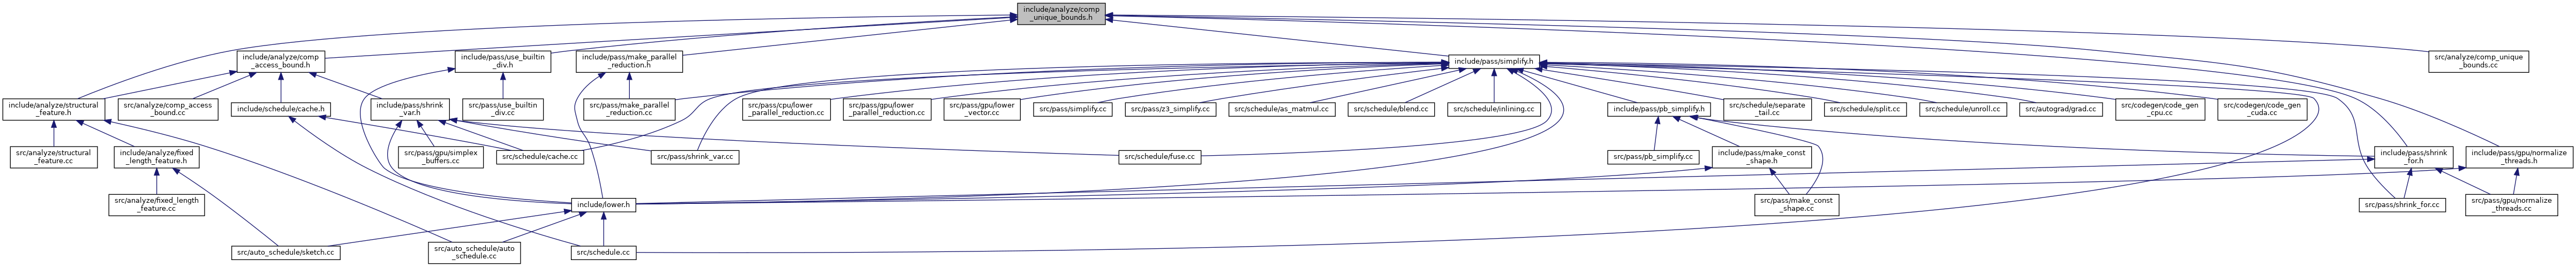 include/analyze/comp
_unique_bounds.h
include/analyze/comp
_access_bound.h
include/pass/use_builtin
_div.h
include/pass/make_parallel
_reduction.h
include/pass/simplify.h
src/analyze/comp_unique
_bounds.cc
include/analyze/structural
_feature.h
src/analyze/comp_access
_bound.cc
include/schedule/cache.h
include/pass/shrink
_var.h
src/pass/use_builtin
_div.cc
src/pass/make_parallel
_reduction.cc
src/pass/cpu/lower
_parallel_reduction.cc
src/pass/gpu/lower
_parallel_reduction.cc
src/pass/gpu/lower
_vector.cc
src/pass/simplify.cc
src/pass/z3_simplify.cc
src/schedule/as_matmul.cc
src/schedule/blend.cc
src/schedule/inlining.cc
include/pass/pb_simplify.h
src/schedule/separate
_tail.cc
src/schedule/split.cc
src/schedule/unroll.cc
src/autograd/grad.cc
src/codegen/code_gen
_cpu.cc
src/codegen/code_gen
_cuda.cc
src/analyze/structural
_feature.cc
include/analyze/fixed
_length_feature.h
src/pass/gpu/simplex
_buffers.cc
src/schedule/cache.cc
src/pass/shrink_var.cc
src/schedule/fuse.cc
src/pass/pb_simplify.cc
include/pass/make_const
_shape.h
include/pass/shrink
_for.h
include/pass/gpu/normalize
_threads.h
src/analyze/fixed_length
_feature.cc
include/lower.h
src/pass/make_const
_shape.cc
src/pass/shrink_for.cc
src/pass/gpu/normalize
_threads.cc
src/auto_schedule/sketch.cc
src/auto_schedule/auto
_schedule.cc
src/schedule.cc